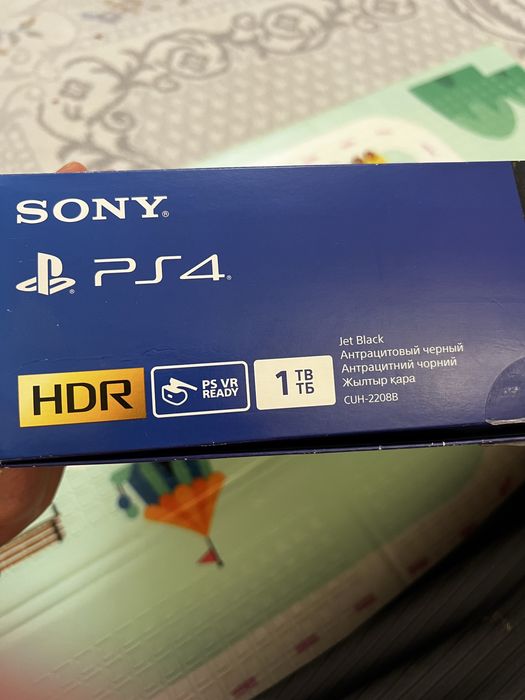 SONY®
PS4®
HDR
PS VR
READY
1 TB
ТБ
Jet Black
Антрацитовый черный
Антрацитний чорний
Жылтыр қара
CUH-2208B